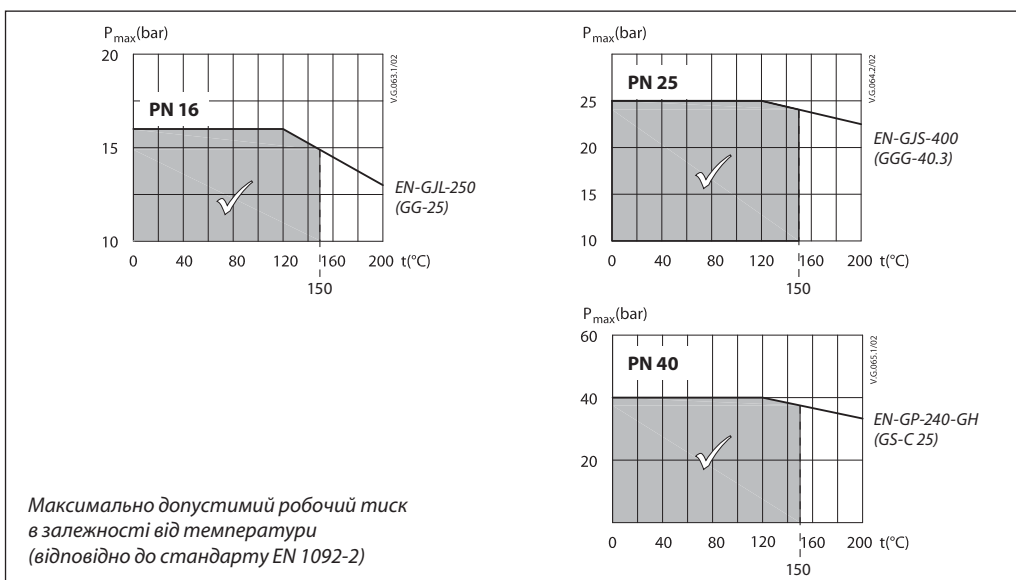 P max (bar)
20
PN 16
15
10
0 40 80 120 160 200 t(°C)
150
EN-GJL-250
(GG-25)
V.G.063.1/02
P max (bar)
PN 25
25
20
15
10
0 40 80 120 160 200 t(°C)
150
EN-GJS-400
(GGG-40.3)
V.G.064.2/02
P max (bar)
60
PN 40
40
20
0 40 80 120 160 200 t(°C)
150
EN-GP-240-GH
(GS-C 25)
V.G.065.1/02
Максимально допустимий робочий тиск
в залежності від температури
(відповідно до стандарту EN 1092-2)